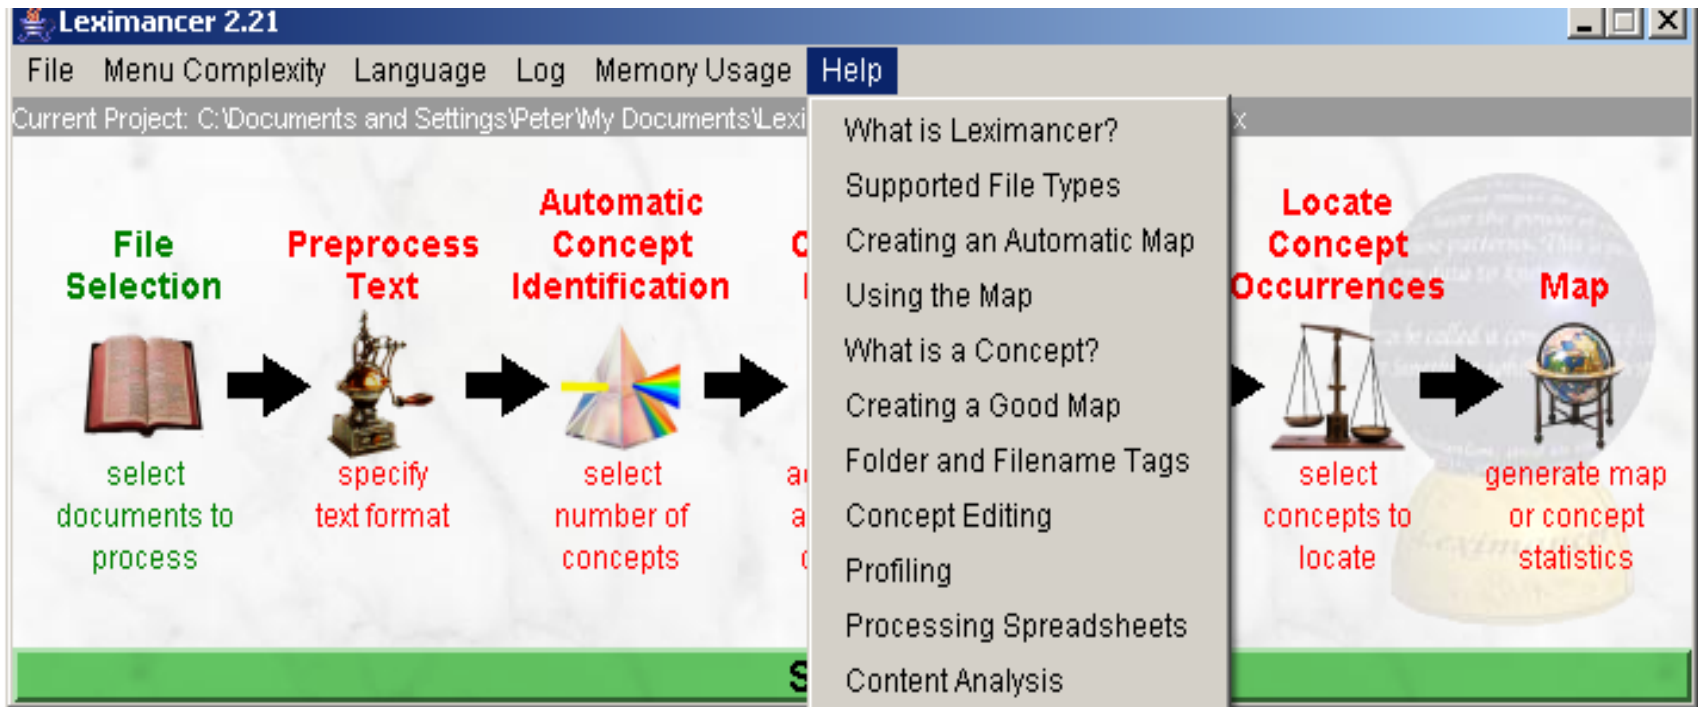 Leximancer 2.21
File Menu Complexity Language Log Memory Usage Help
Current Project: C:\Documents and Settings\Peter\My Documents\Lexi
x
What is Leximancer?
Supported File Types
Creating an Automatic Map
Using the Map
What is a Concept?
Creating a Good Map
Folder and Filename Tags
Concept Editing
Profiling
Processing Spreadsheets
Content Analysis
File
Selection
select
documents to
process
Preprocess
Text
specify
text format
Automatic
Concept
Identification
select
number of
concepts
Locate
Concept
Occurrences
select
concepts to
locate
Map
generate map
or concept
statistics